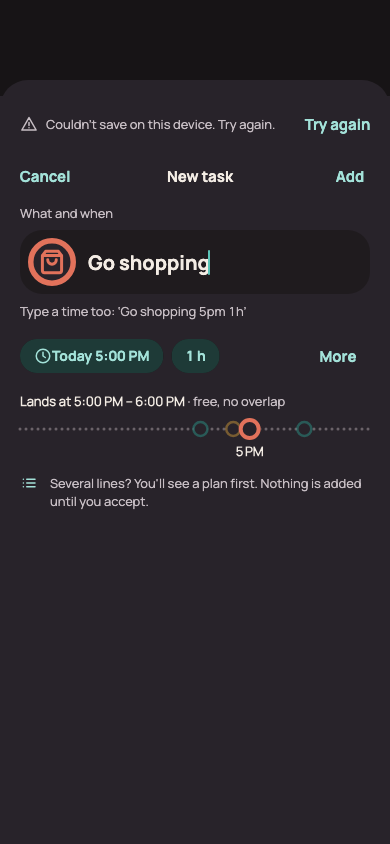 Couldn't save on this device. Try again.
Try again
Cancel
New task
Add
What and when
Go shopping
Type a time too: 'Go shopping 5pm 1h'
Today 5:00 PM
1 h
More
Lands at 5:00 PM – 6:00 PM · free, no overlap
5 PM
Several lines? You'll see a plan first. Nothing is added
until you accept.